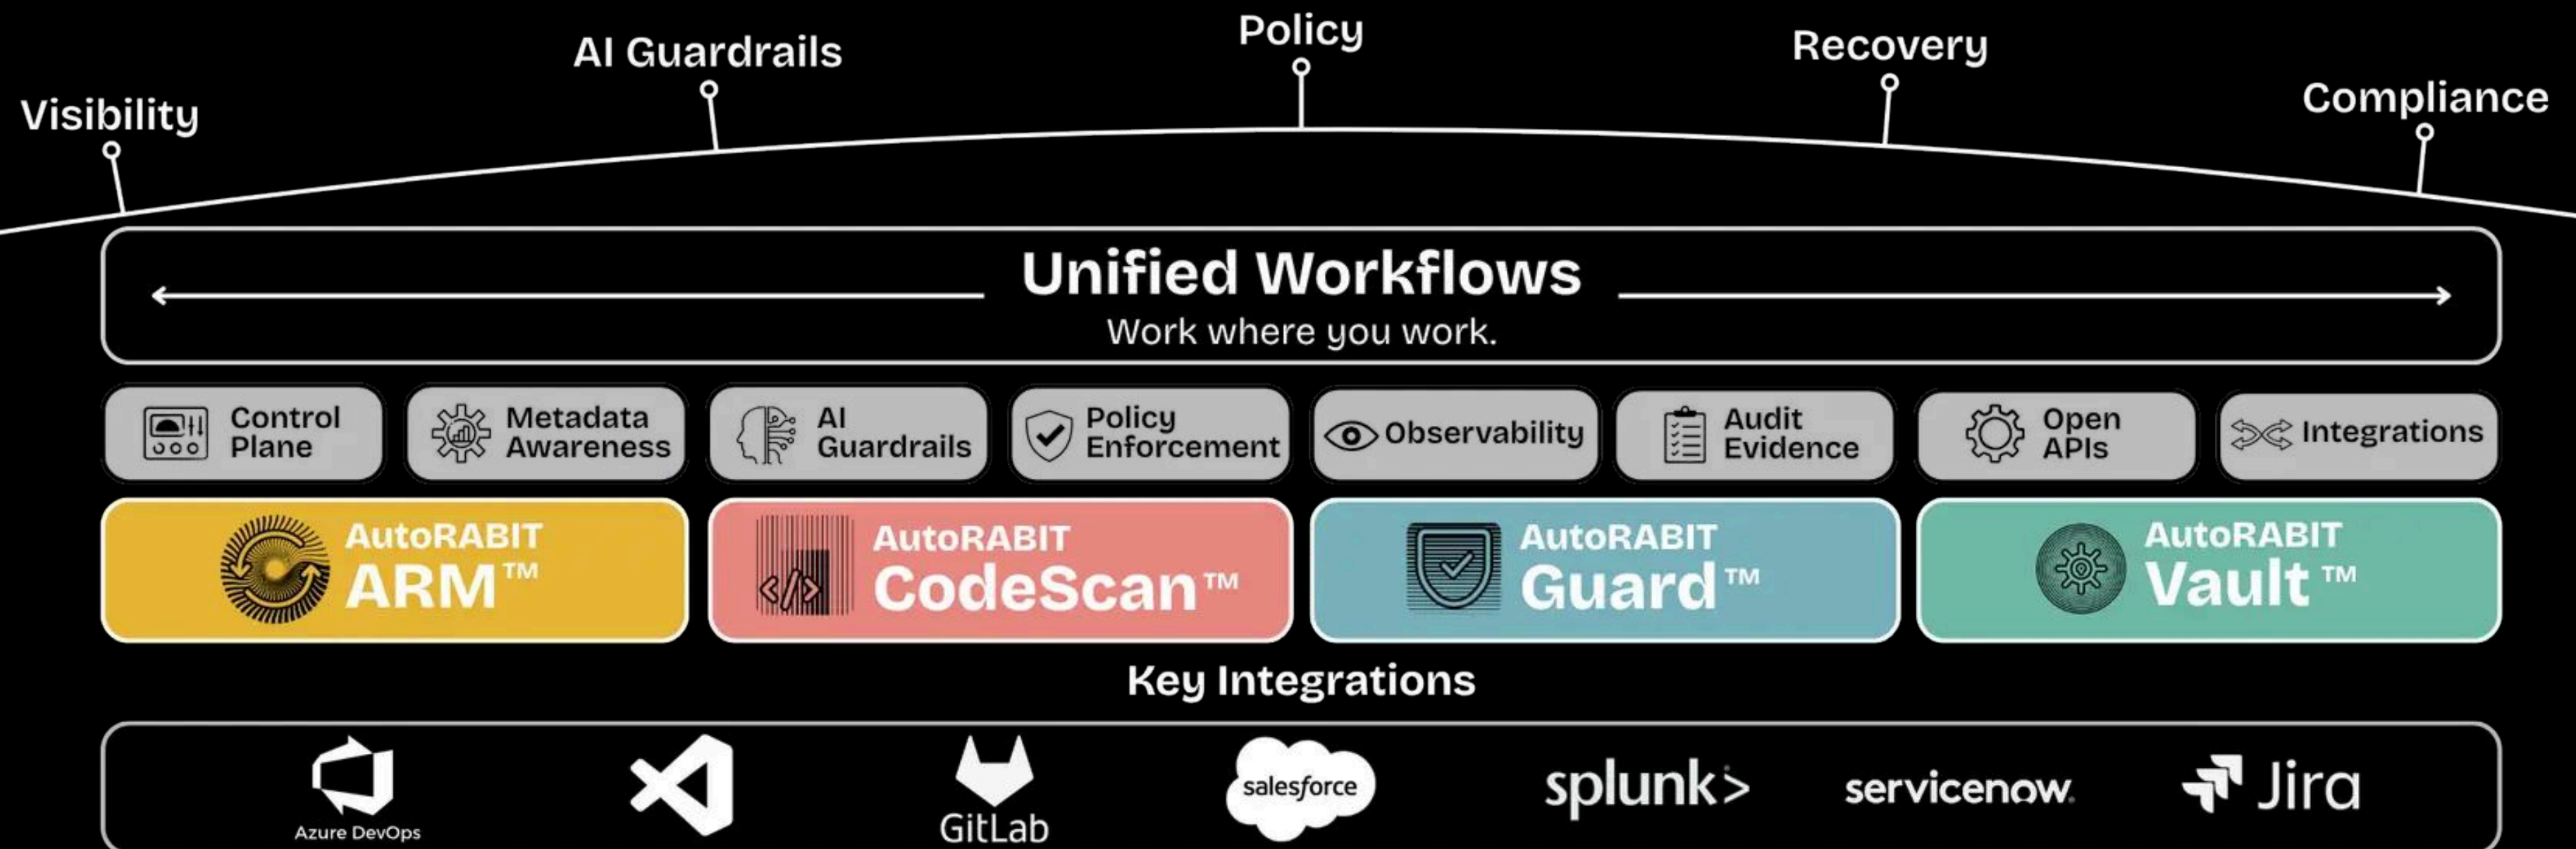 Visibility
AI Guardrails
Policy
Recovery
Compliance
Unified Workflows
Work where you work.
Control
Plane
Metadata
Awareness
AI
Guardrails
Policy
Enforcement
Observability
Audit
Evidence
Open
APIs
Integrations
AutoRABIT
ARM™
AutoRABIT
CodeScan™
AutoRABIT
Guard™
AutoRABIT
Vault™
Key Integrations
Azure DevOps
GitLab
salesforce
splunk>
servicenow.
Jira